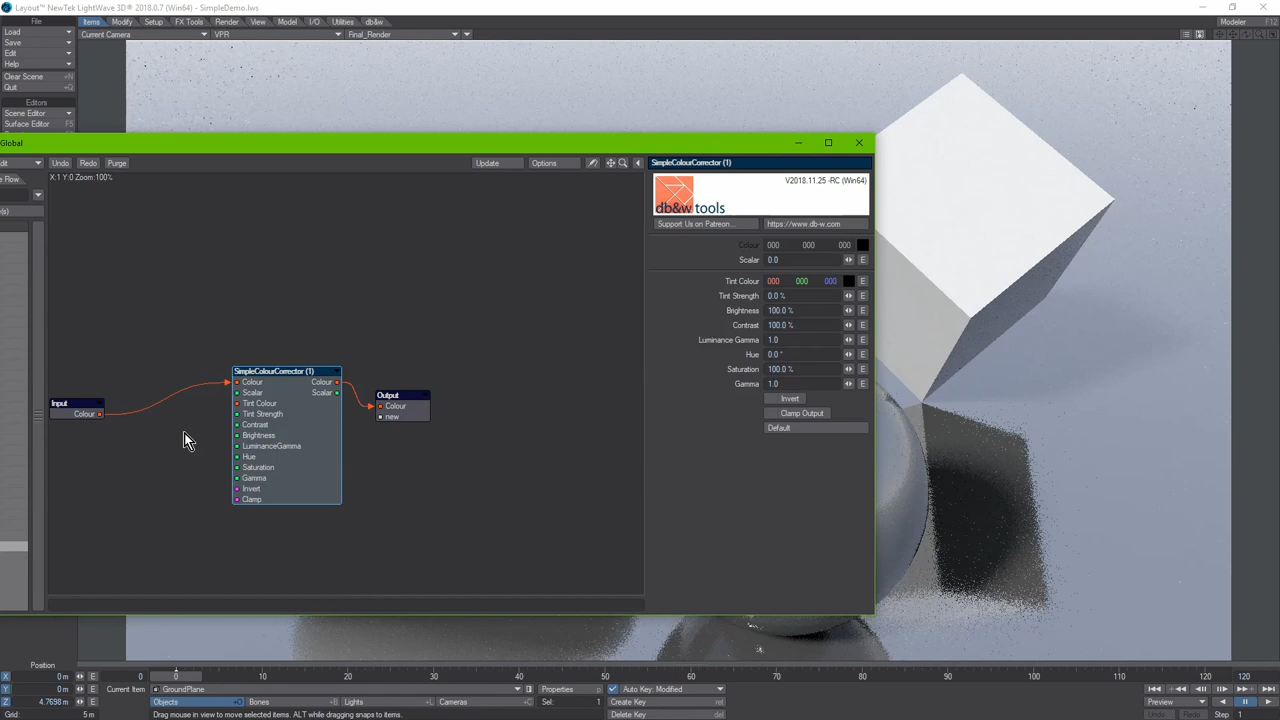 Layout™ NewTek LightWave 3D® 2018.0.7 (Win64) - SimpleDemo.lws
File
Items Modify Setup FX Tools Render View Model I/O Utilities db&w
Modeler F12
Load
Current Camera VPR Final_Render
Save
Edit
Help
Clear Scene +N
Quit
Editors
Scene Editor
Surface Editor F5
Global
dit Undo Redo Purge Update Options SimpleColourCorrector (1)
e Flow
X:1 Y:0 Zoom:100%
(s)
V2018.11.25 -RC (Win64)
db&w tools
Support Us on Patreon... https://www.db-w.com
Colour 000 000 000
Scalar 0.0 E
Tint Colour 000 000 000 E
Tint Strength 0.0 % E
Brightness 100.0 % E
Contrast 100.0 % E
Luminance Gamma 1.0 E
Hue 0.0 ° E
Saturation 100.0 % E
Gamma 1.0 E
Invert
Clamp Output
Default
Input
Colour
SimpleColourCorrector (1)
Colour Colour
Scalar Scalar
Tint Colour
Tint Strength
Contrast
Brightness
LuminanceGamma
Hue
Saturation
Gamma
Invert
Clamp
Output
Colour
new
Position
X 0 m E 0 0 10 20 30 40 50 60 70 80 90 100 110 120 120
Y 0 m E Current Item GroundPlane Properties p Auto Key: Modified
Z 4.7698 m E Objects +O Bones +B Lights +L Cameras +C Sel: 1 Create Key ret Preview Step 1
Grid: 5 m Drag mouse in view to move selected items. ALT while dragging snaps to items. Delete Key del Undo Redo